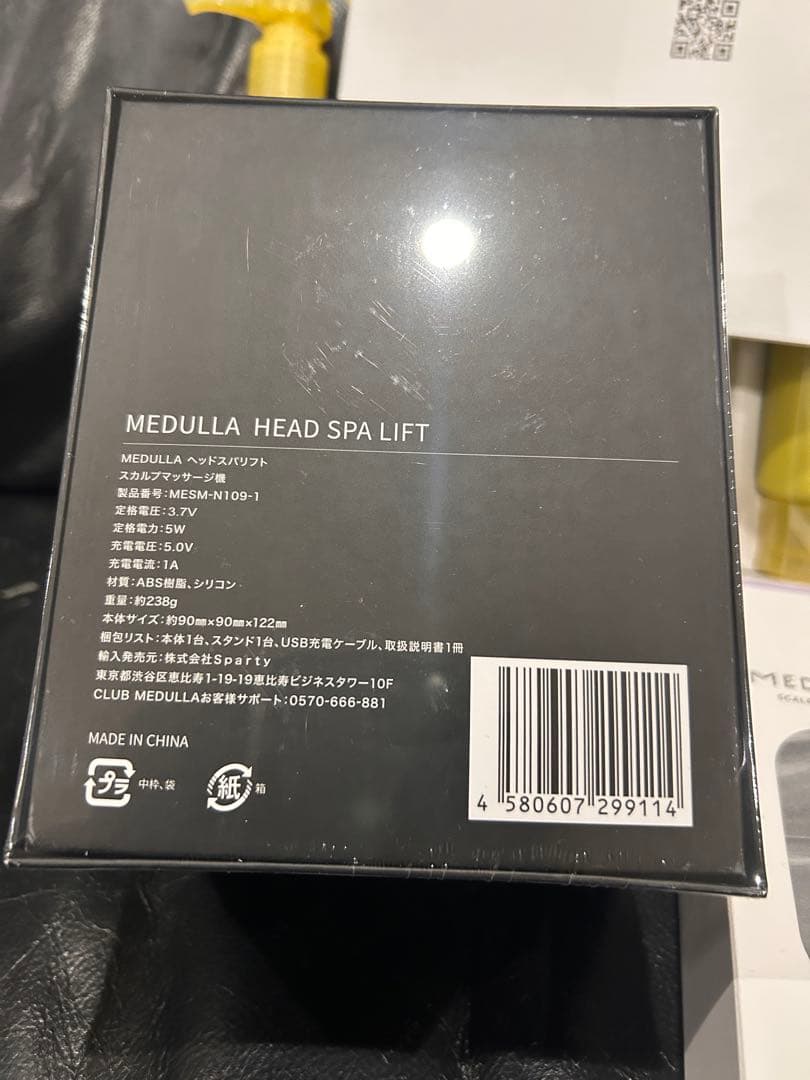 MEDULLA HEAD SPA LIFT
MEDULLA ヘッドスパリフト
スカルプマッサージ機
製品番号:MESM-N109-1
定格電圧:3.7V
定格電力:5W
充電電圧:5.0V
充電電流:1A
材質:ABS樹脂、シリコン
重量:約238g
本体サイズ:約90㎜×90㎜×122㎜
梱包リスト:本体1台、スタンド1台、USB充電ケーブル、取扱説明書1冊
輸入発売元:株式会社Sparty
東京都渋谷区恵比寿1-19-19恵比寿ビジネスタワー10F
CLUB MEDULLAお客様サポート:0570-666-881
MADE IN CHINA
プラ 中枠、袋 紙 箱
4 580607 299114
MED